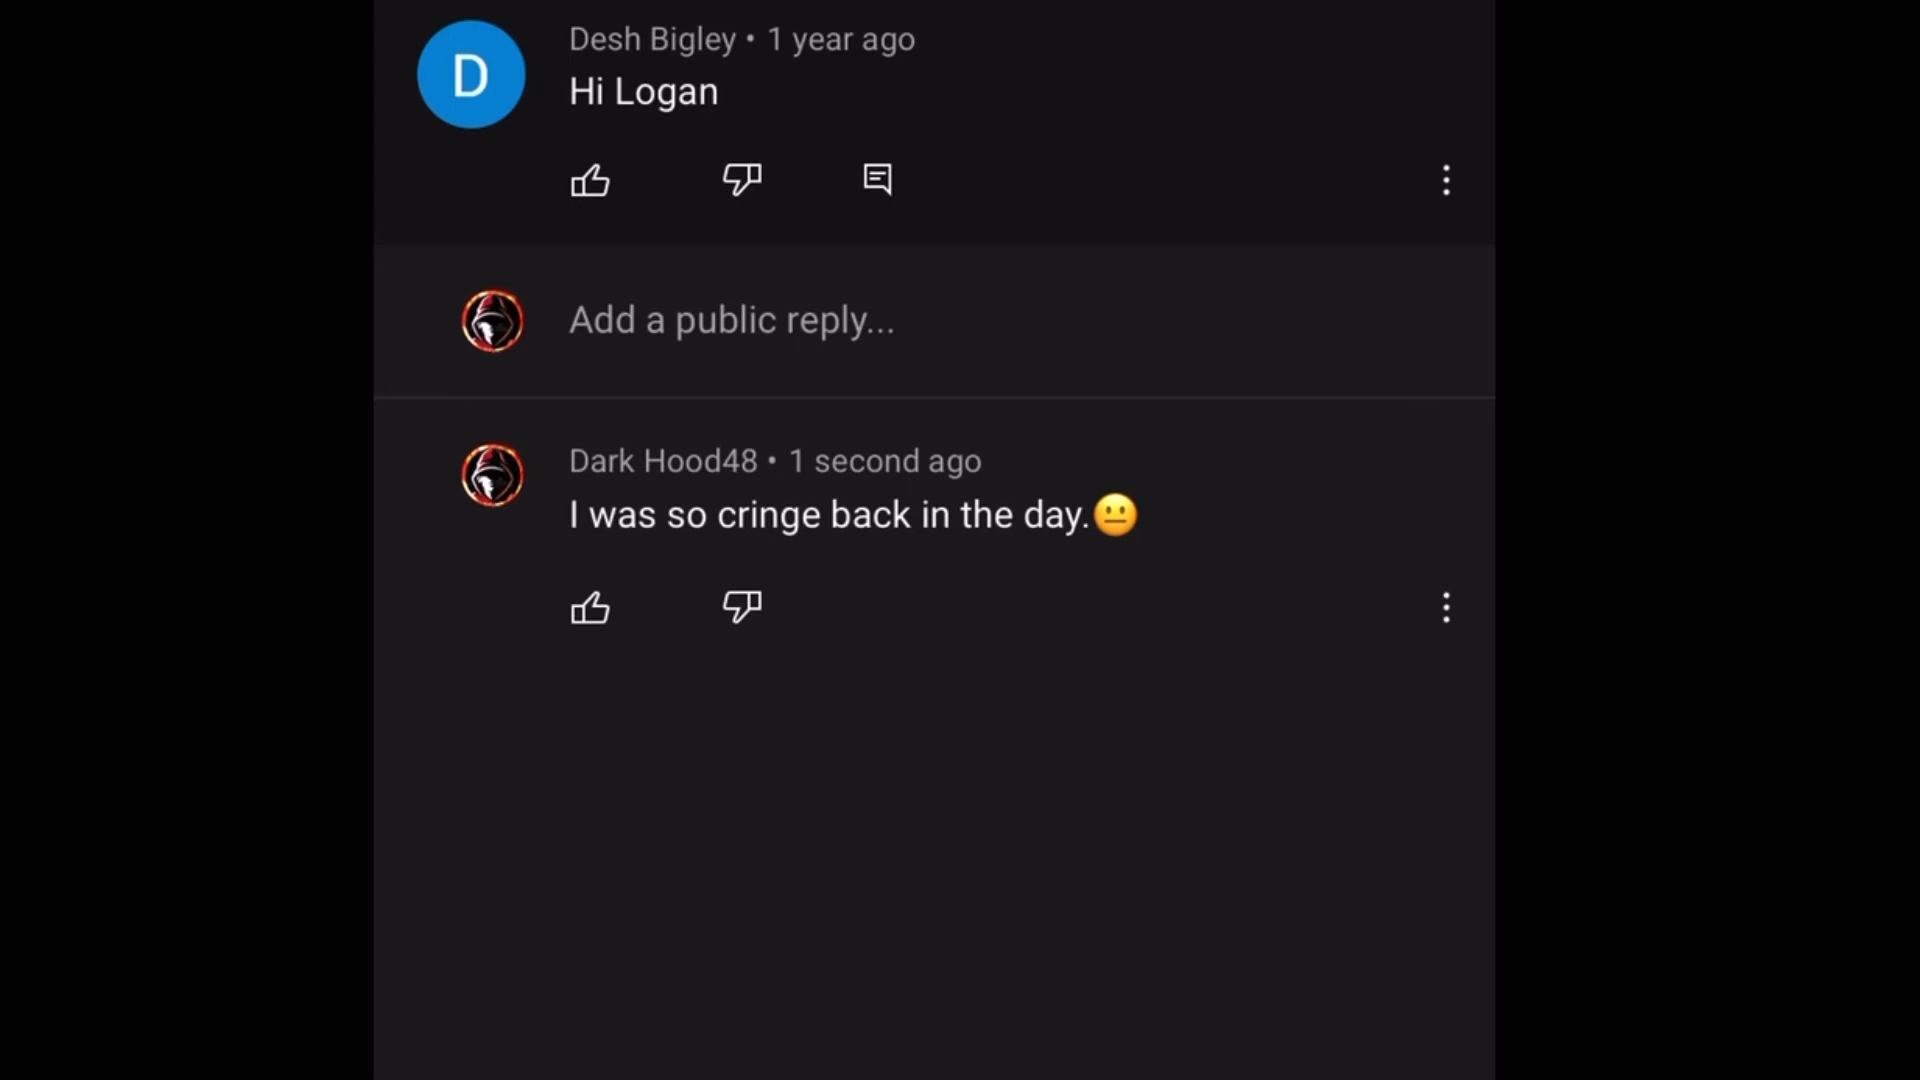 D
Desh Bigley • 1 year ago
Hi Logan
Add a public reply...
Dark Hood48 • 1 second ago
I was so cringe back in the day.😐